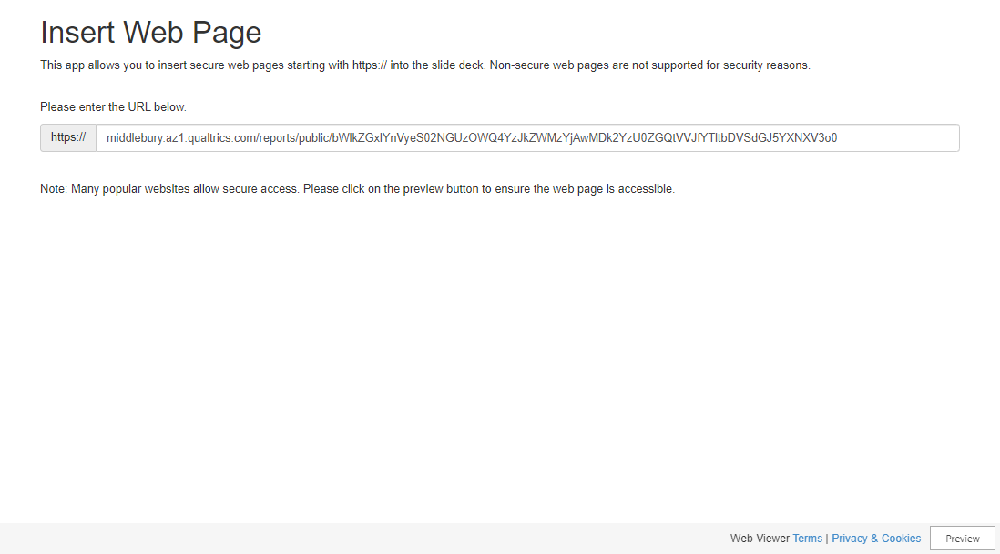 Insert Web Page
This app allows you to insert secure web pages starting with https:// into the slide deck. Non-secure web pages are not supported for security reasons.
Please enter the URL below.
https:// middlebury.az1.qualtrics.com/reports/public/bWlkZGxlYnVyeS02NGUzOWQ4YzJkZWMzYjAwMDk2YzU0ZGQtVVJfYTltbDVSdGJ5YXNXV3o0
Note: Many popular websites allow secure access. Please click on the preview button to ensure the web page is accessible.
Web Viewer Terms | Privacy & Cookies Preview